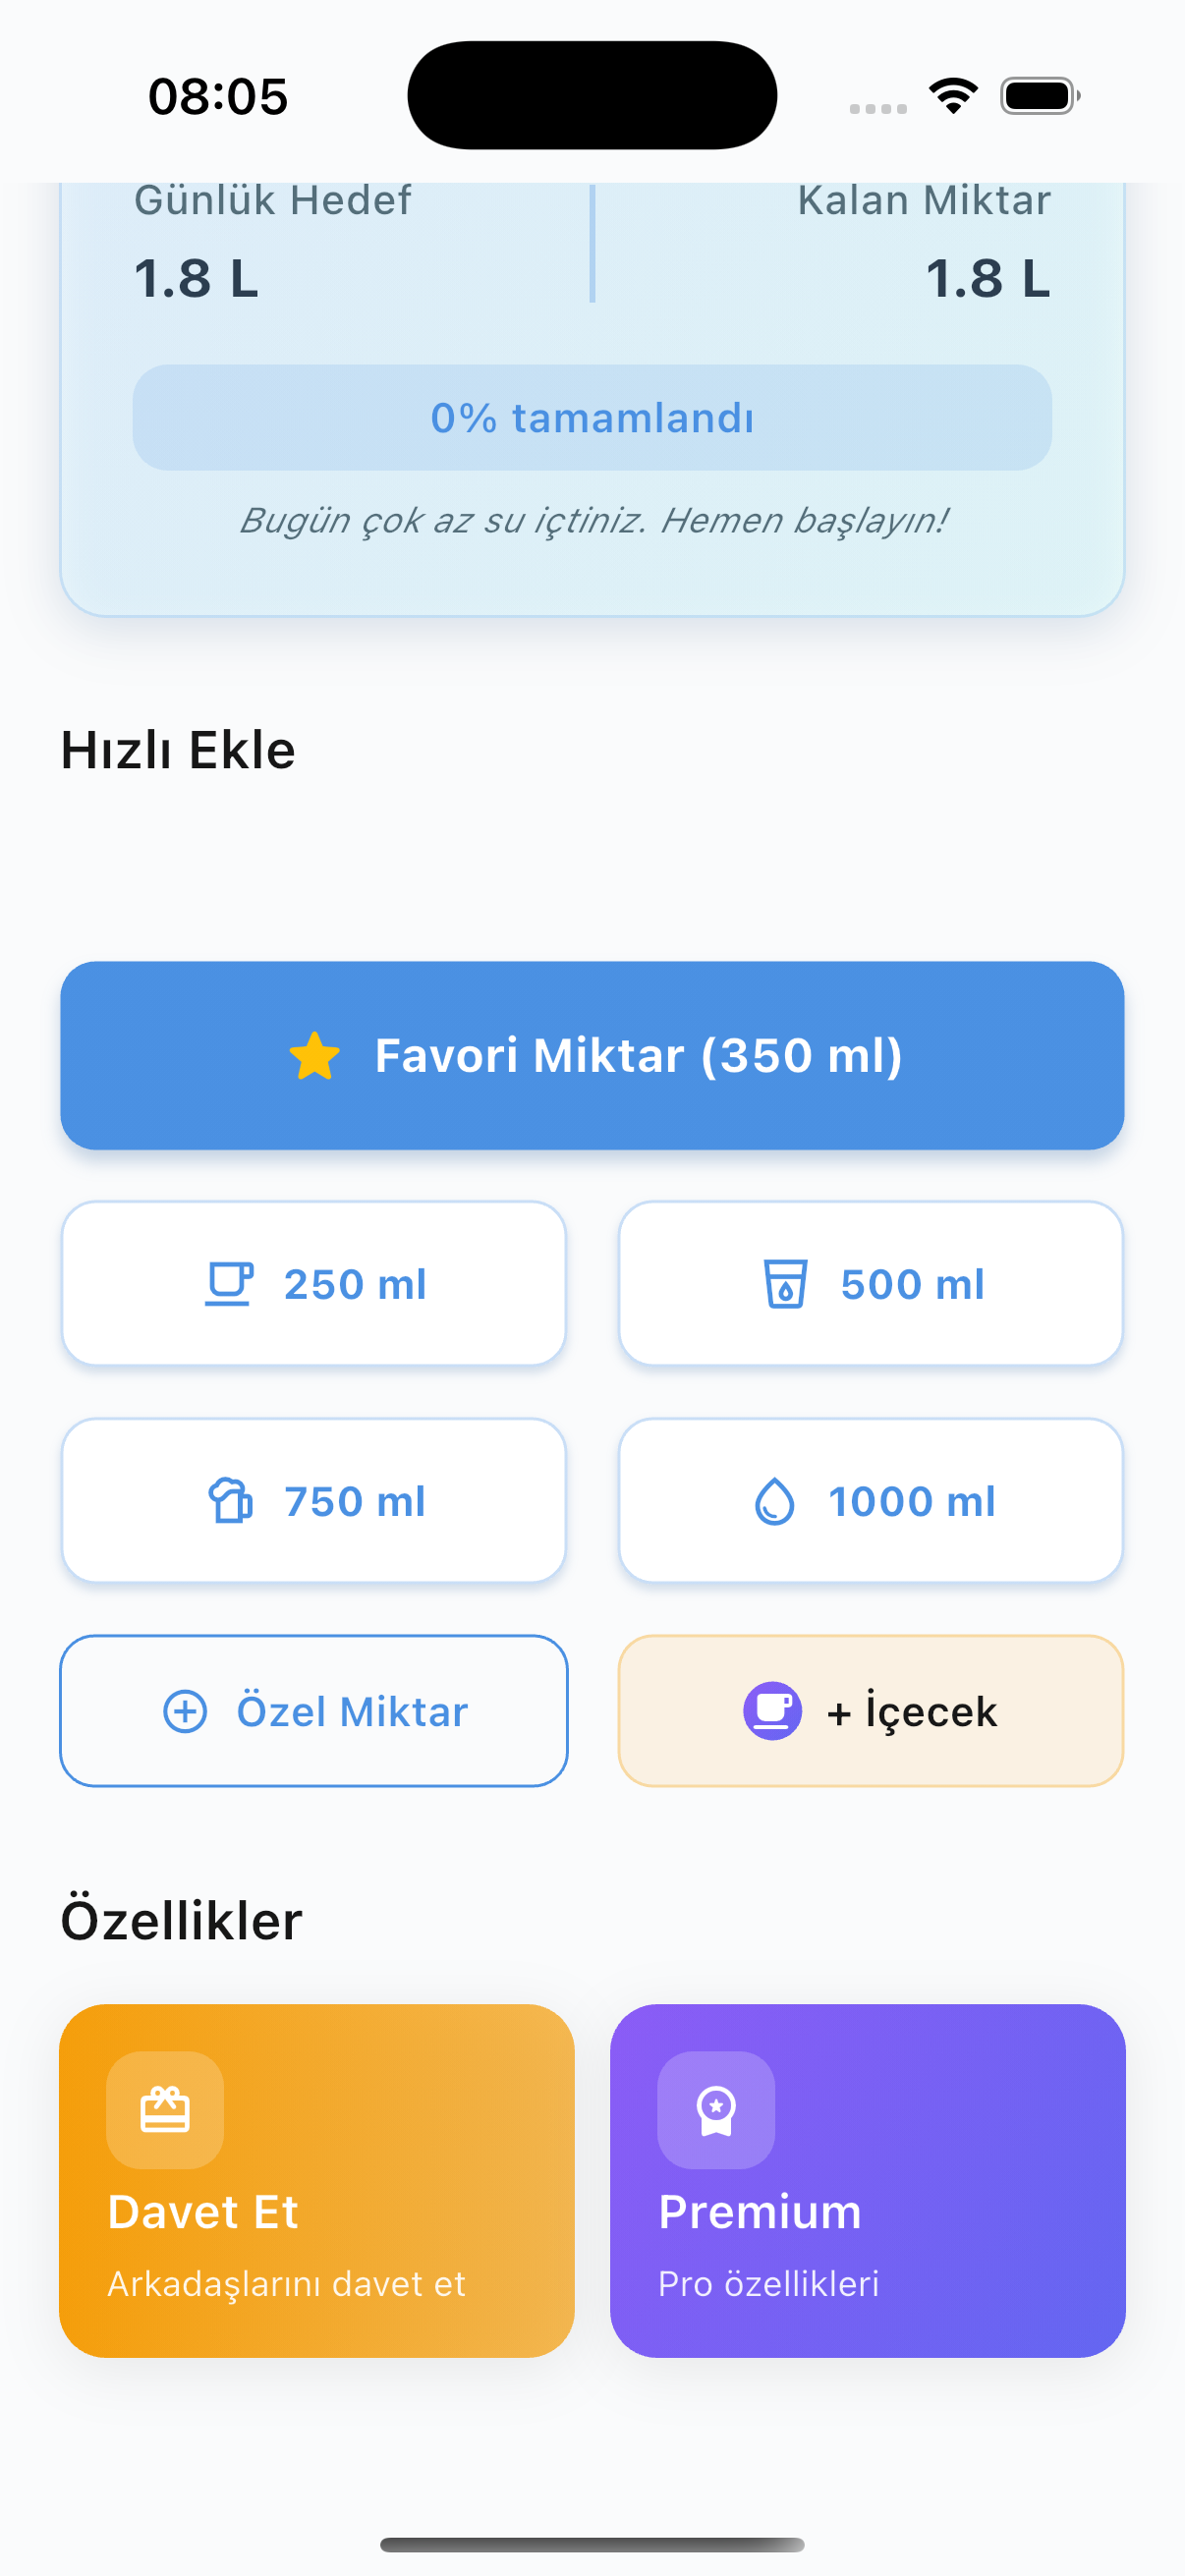 08:05
Günlük Hedef
Kalan Miktar
1.8 L
1.8 L
0% tamamlandı
Bugün çok az su içtiniz. Hemen başlayın!
Hızlı Ekle
Favori Miktar (350 ml)
250 ml
500 ml
750 ml
1000 ml
Özel Miktar
+ İçecek
Özellikler
Davet Et
Premium
Arkadaşlarını davet et
Pro özellikleri